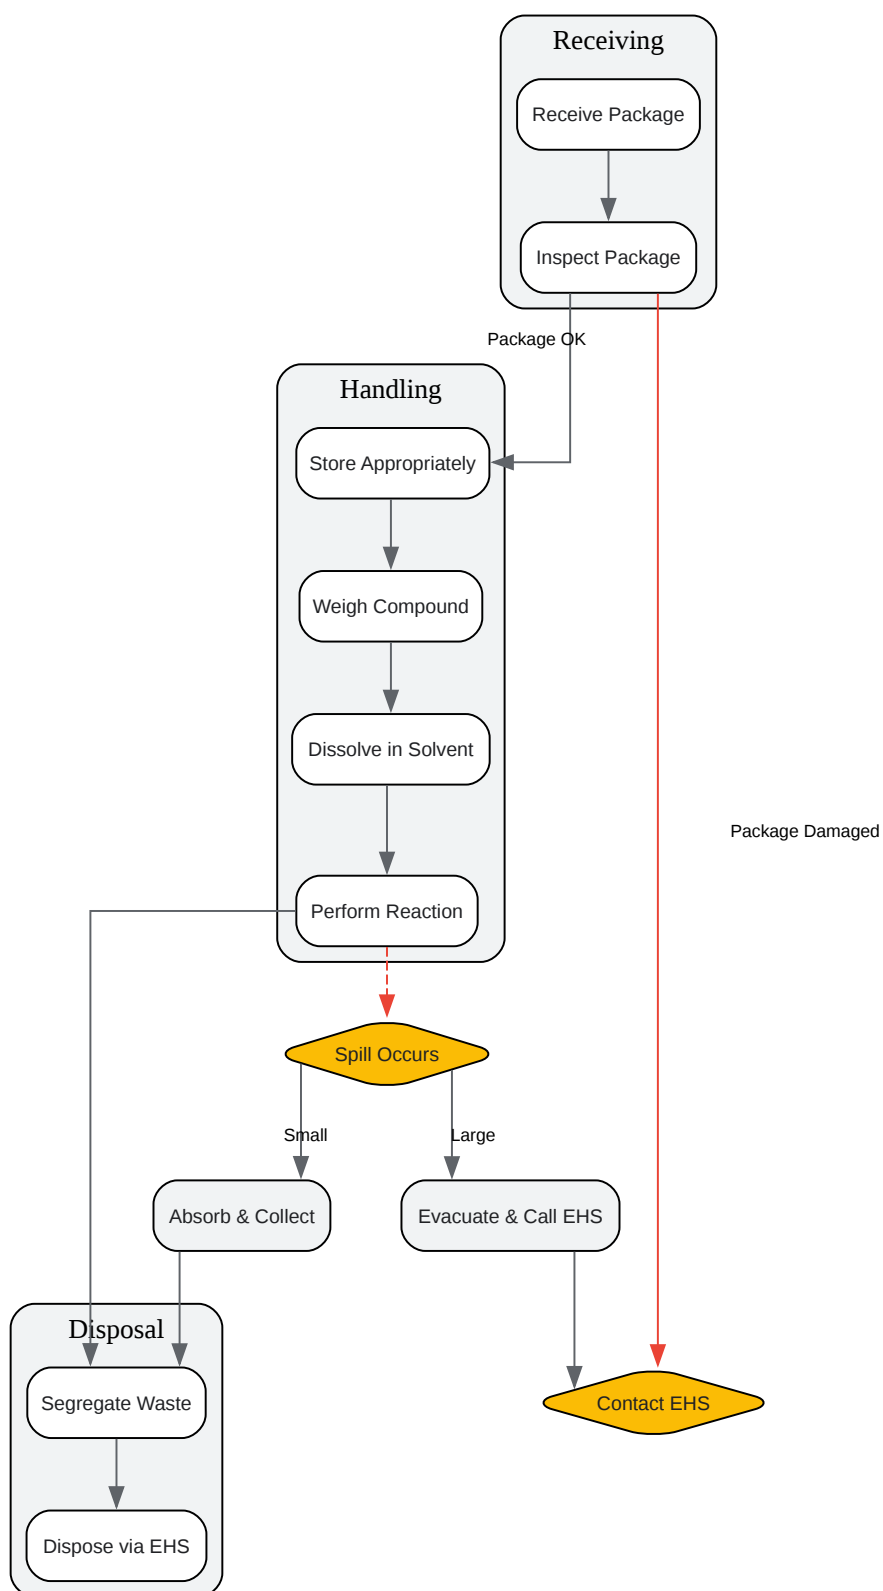 Receiving
Receive Package
Inspect Package
Package OK
Handling
Store Appropriately
Weigh Compound
Dissolve in Solvent
Package Damaged
Perform Reaction
Spill Occurs
Small
Large
Absorb & Collect
Evacuate & Call EHS
Disposal
Segregate Waste
Contact EHS
Dispose via EHS